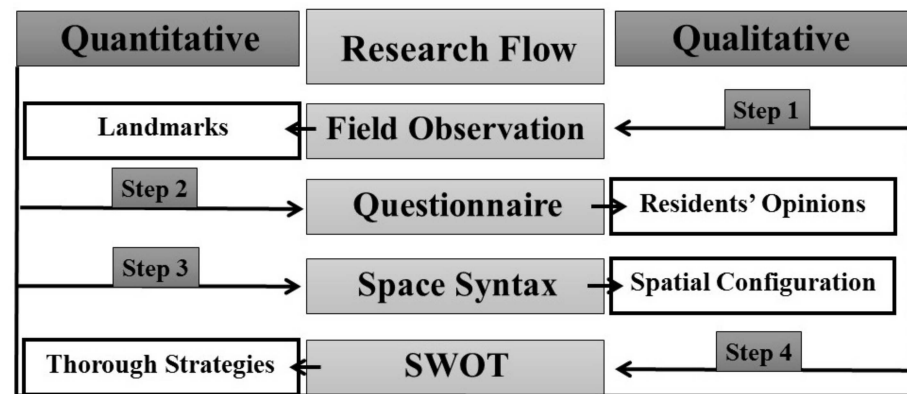 Quantitative
Research Flow
Qualitative
Landmarks
Field Observation
Step 1
Step 2
Questionnaire
Residents’ Opinions
Step 3
Space Syntax
Spatial Configuration
Thorough Strategies
SWOT
Step 4